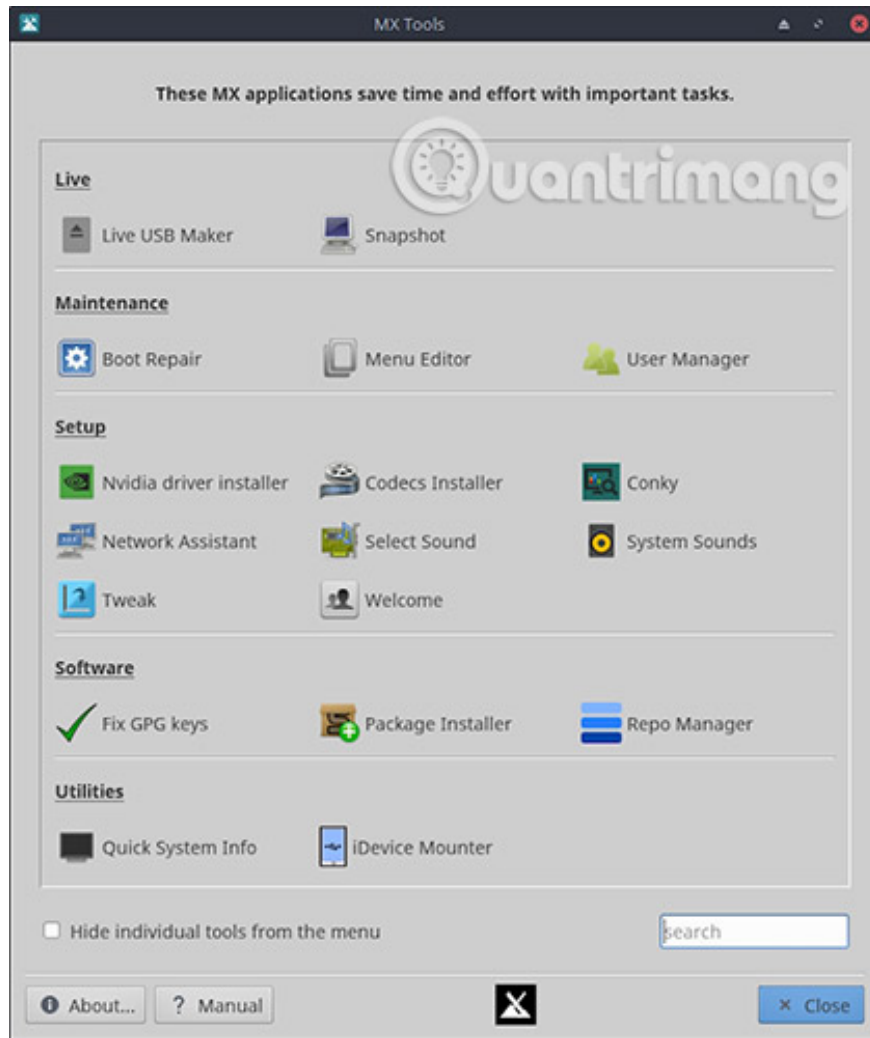 MX Tools
These MX applications save time and effort with important tasks.
Quantrimang
Live
Live USB Maker Snapshot
Maintenance
Boot Repair Menu Editor User Manager
Setup
Nvidia driver installer Codecs Installer Conky
Network Assistant Select Sound System Sounds
Tweak Welcome
Software
Fix GPG keys Package Installer Repo Manager
Utilities
Quick System Info iDevice Mounter
Hide individual tools from the menu search
About... ? Manual × Close